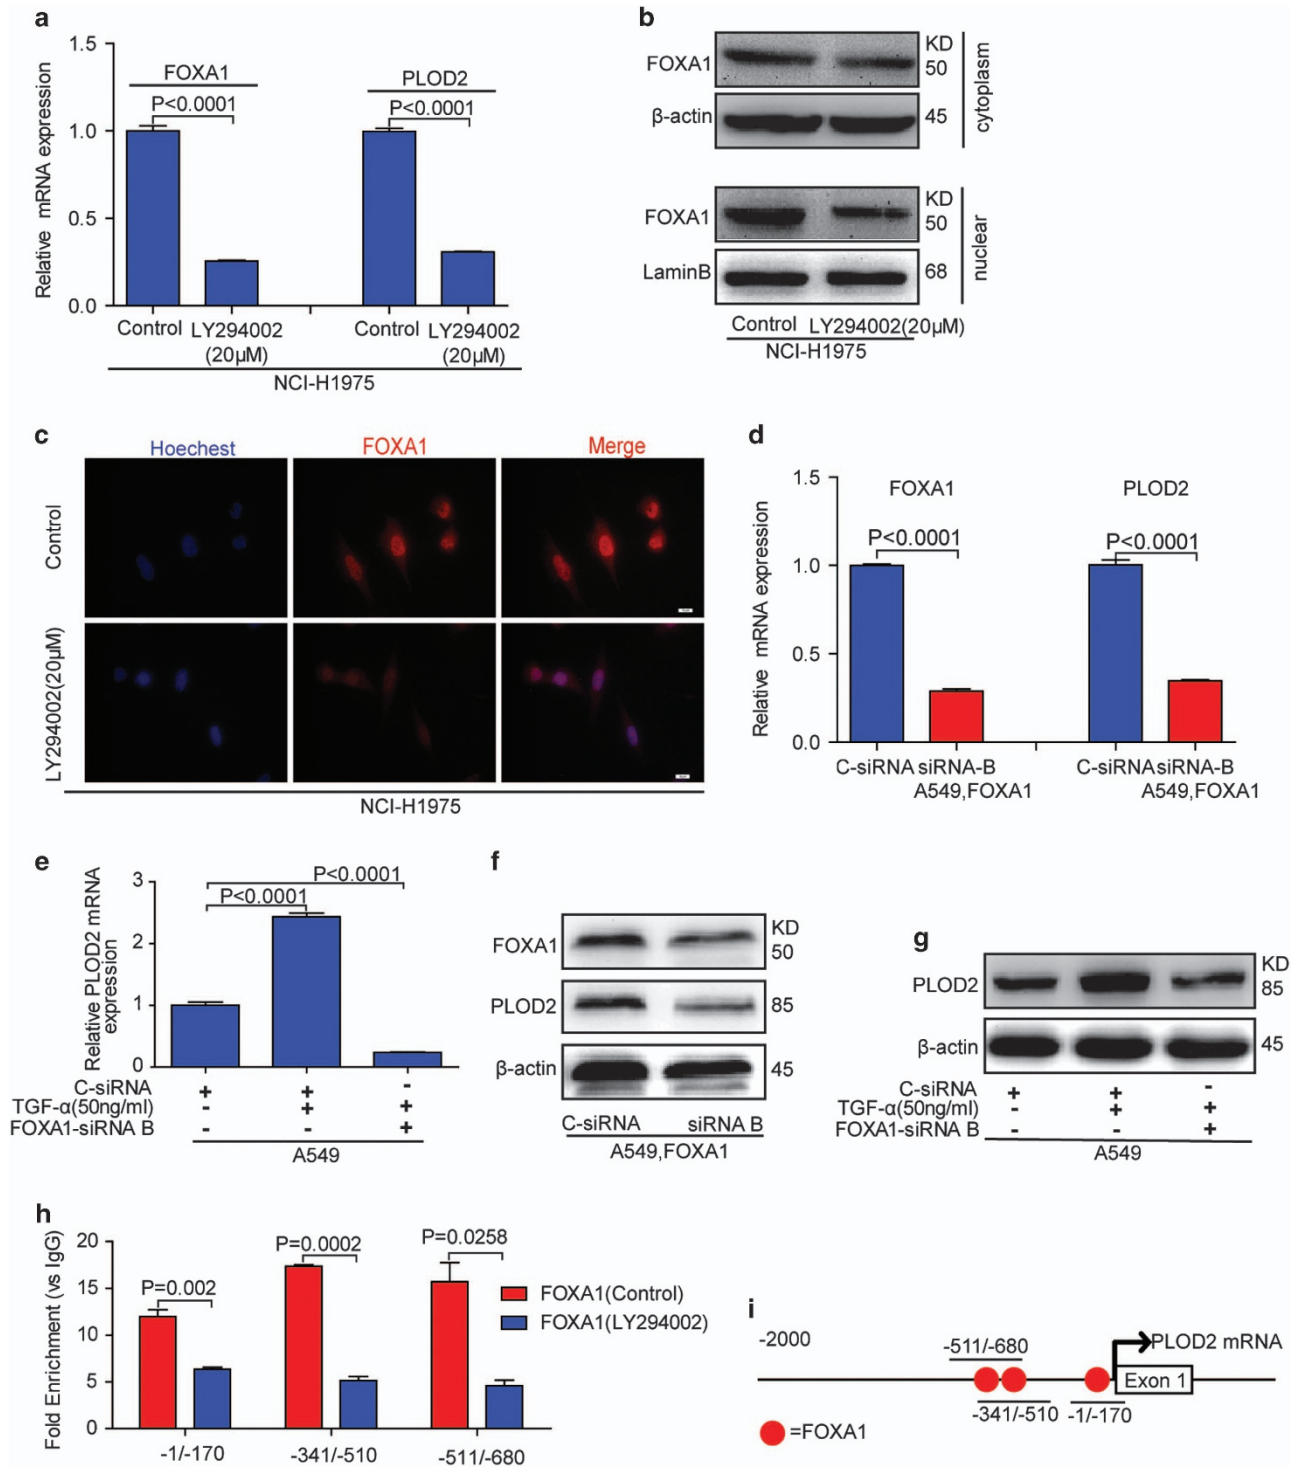 a
1.5
1.0
0.5
0.0
Relative mRNA expression
FOXA1
P<0.0001
PLOD2
P<0.0001
Control LY294002 Control LY294002
(20μM) (20μM)
NCI-H1975
b
FOXA1
KD
50
β-actin
45
cytoplasm
FOXA1
KD
50
LaminB
68
nuclear
Control LY294002(20μM)
NCI-H1975
c
Hoechest FOXA1 Merge
Control
LY294002(20μM)
NCI-H1975
d
1.5
1.0
0.5
0.0
Relative mRNA expression
FOXA1
P<0.0001
PLOD2
P<0.0001
C-siRNA siRNA-B C-siRNA siRNA-B
A549,FOXA1 A549,FOXA1
e
Relative PLOD2 mRNA
expression
3
2
1
0
P<0.0001
P<0.0001
C-siRNA + + -
TGF-α(50ng/ml) - + +
FOXA1-siRNA B - - +
A549
f
FOXA1
KD
50
PLOD2
85
β-actin
45
C-siRNA siRNA B
A549,FOXA1
g
PLOD2
KD
85
β-actin
45
C-siRNA + + -
TGF-α(50ng/ml) - + +
FOXA1-siRNA B - - +
A549
h
Fold Enrichment (vs IgG)
20
15
10
5
0
P=0.002
P=0.0002
P=0.0258
FOXA1(Control)
FOXA1(LY294002)
-1/-170 -341/-510 -511/-680
i
-2000
-511/-680
PLOD2 mRNA
Exon 1
-341/-510 -1/-170
=FOXA1